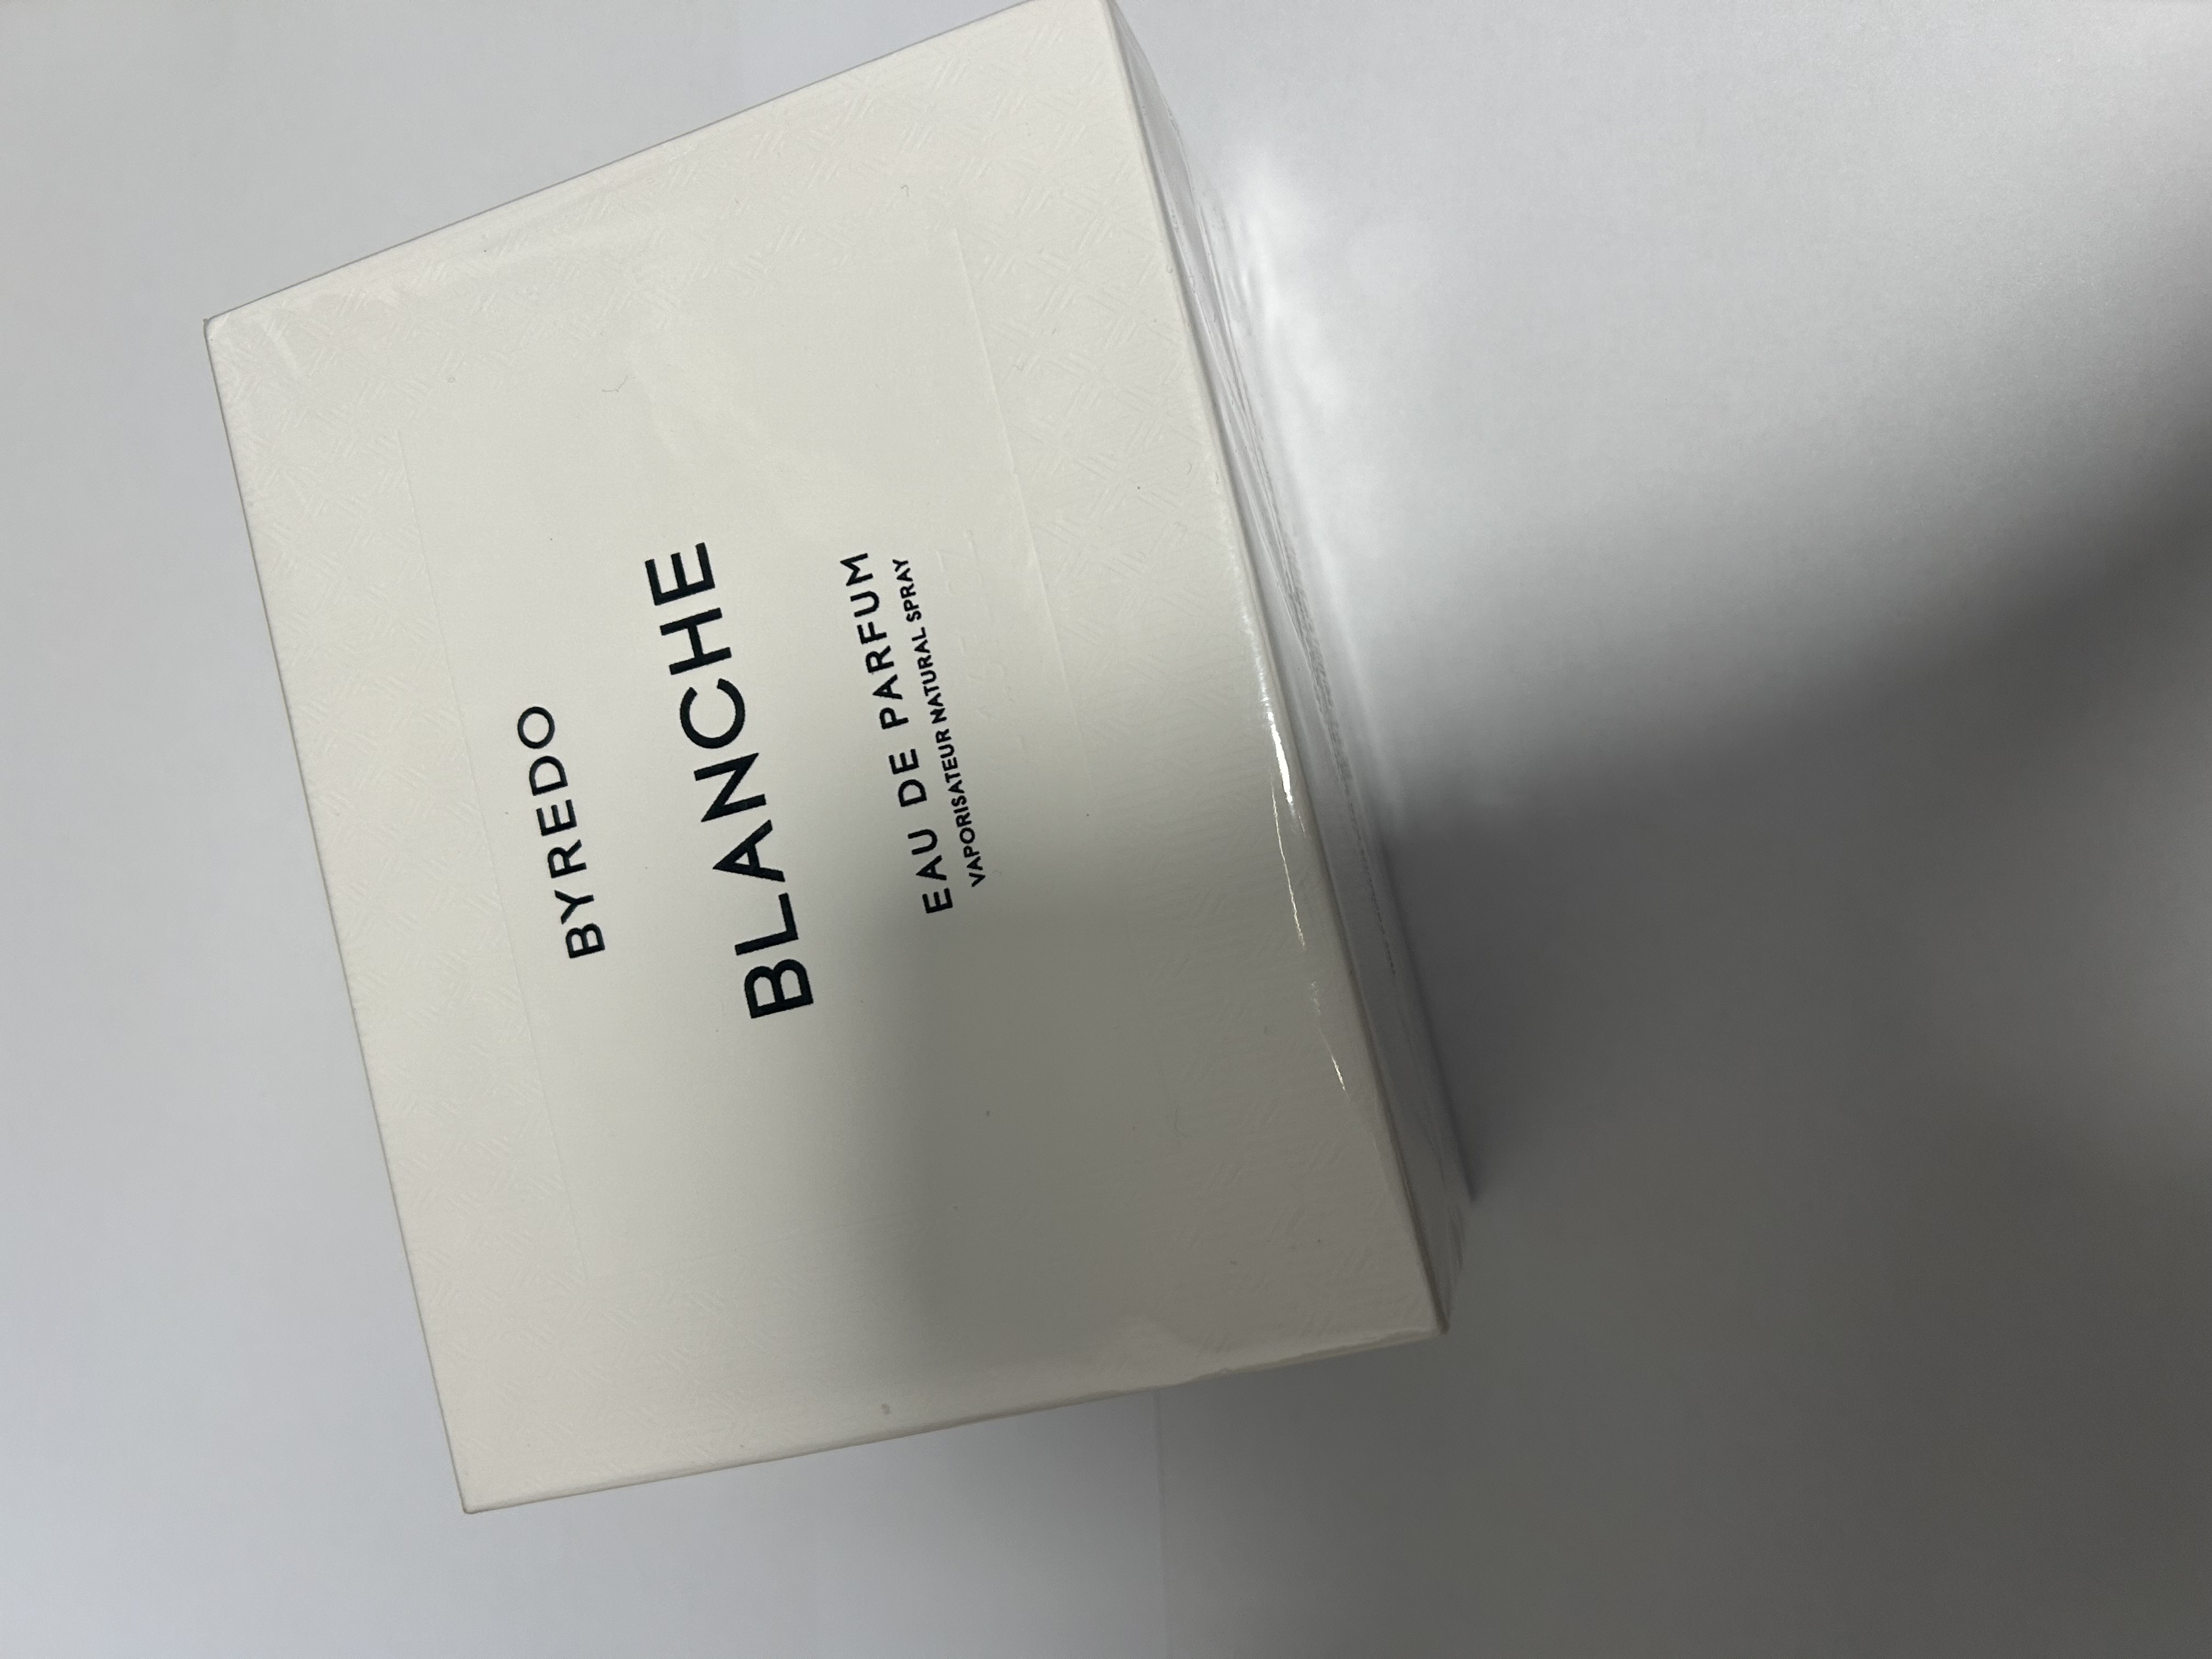 BYREDO
BLANCHE
EAU DE PARFUM
VAPORISATEUR NATURAL SPRAY